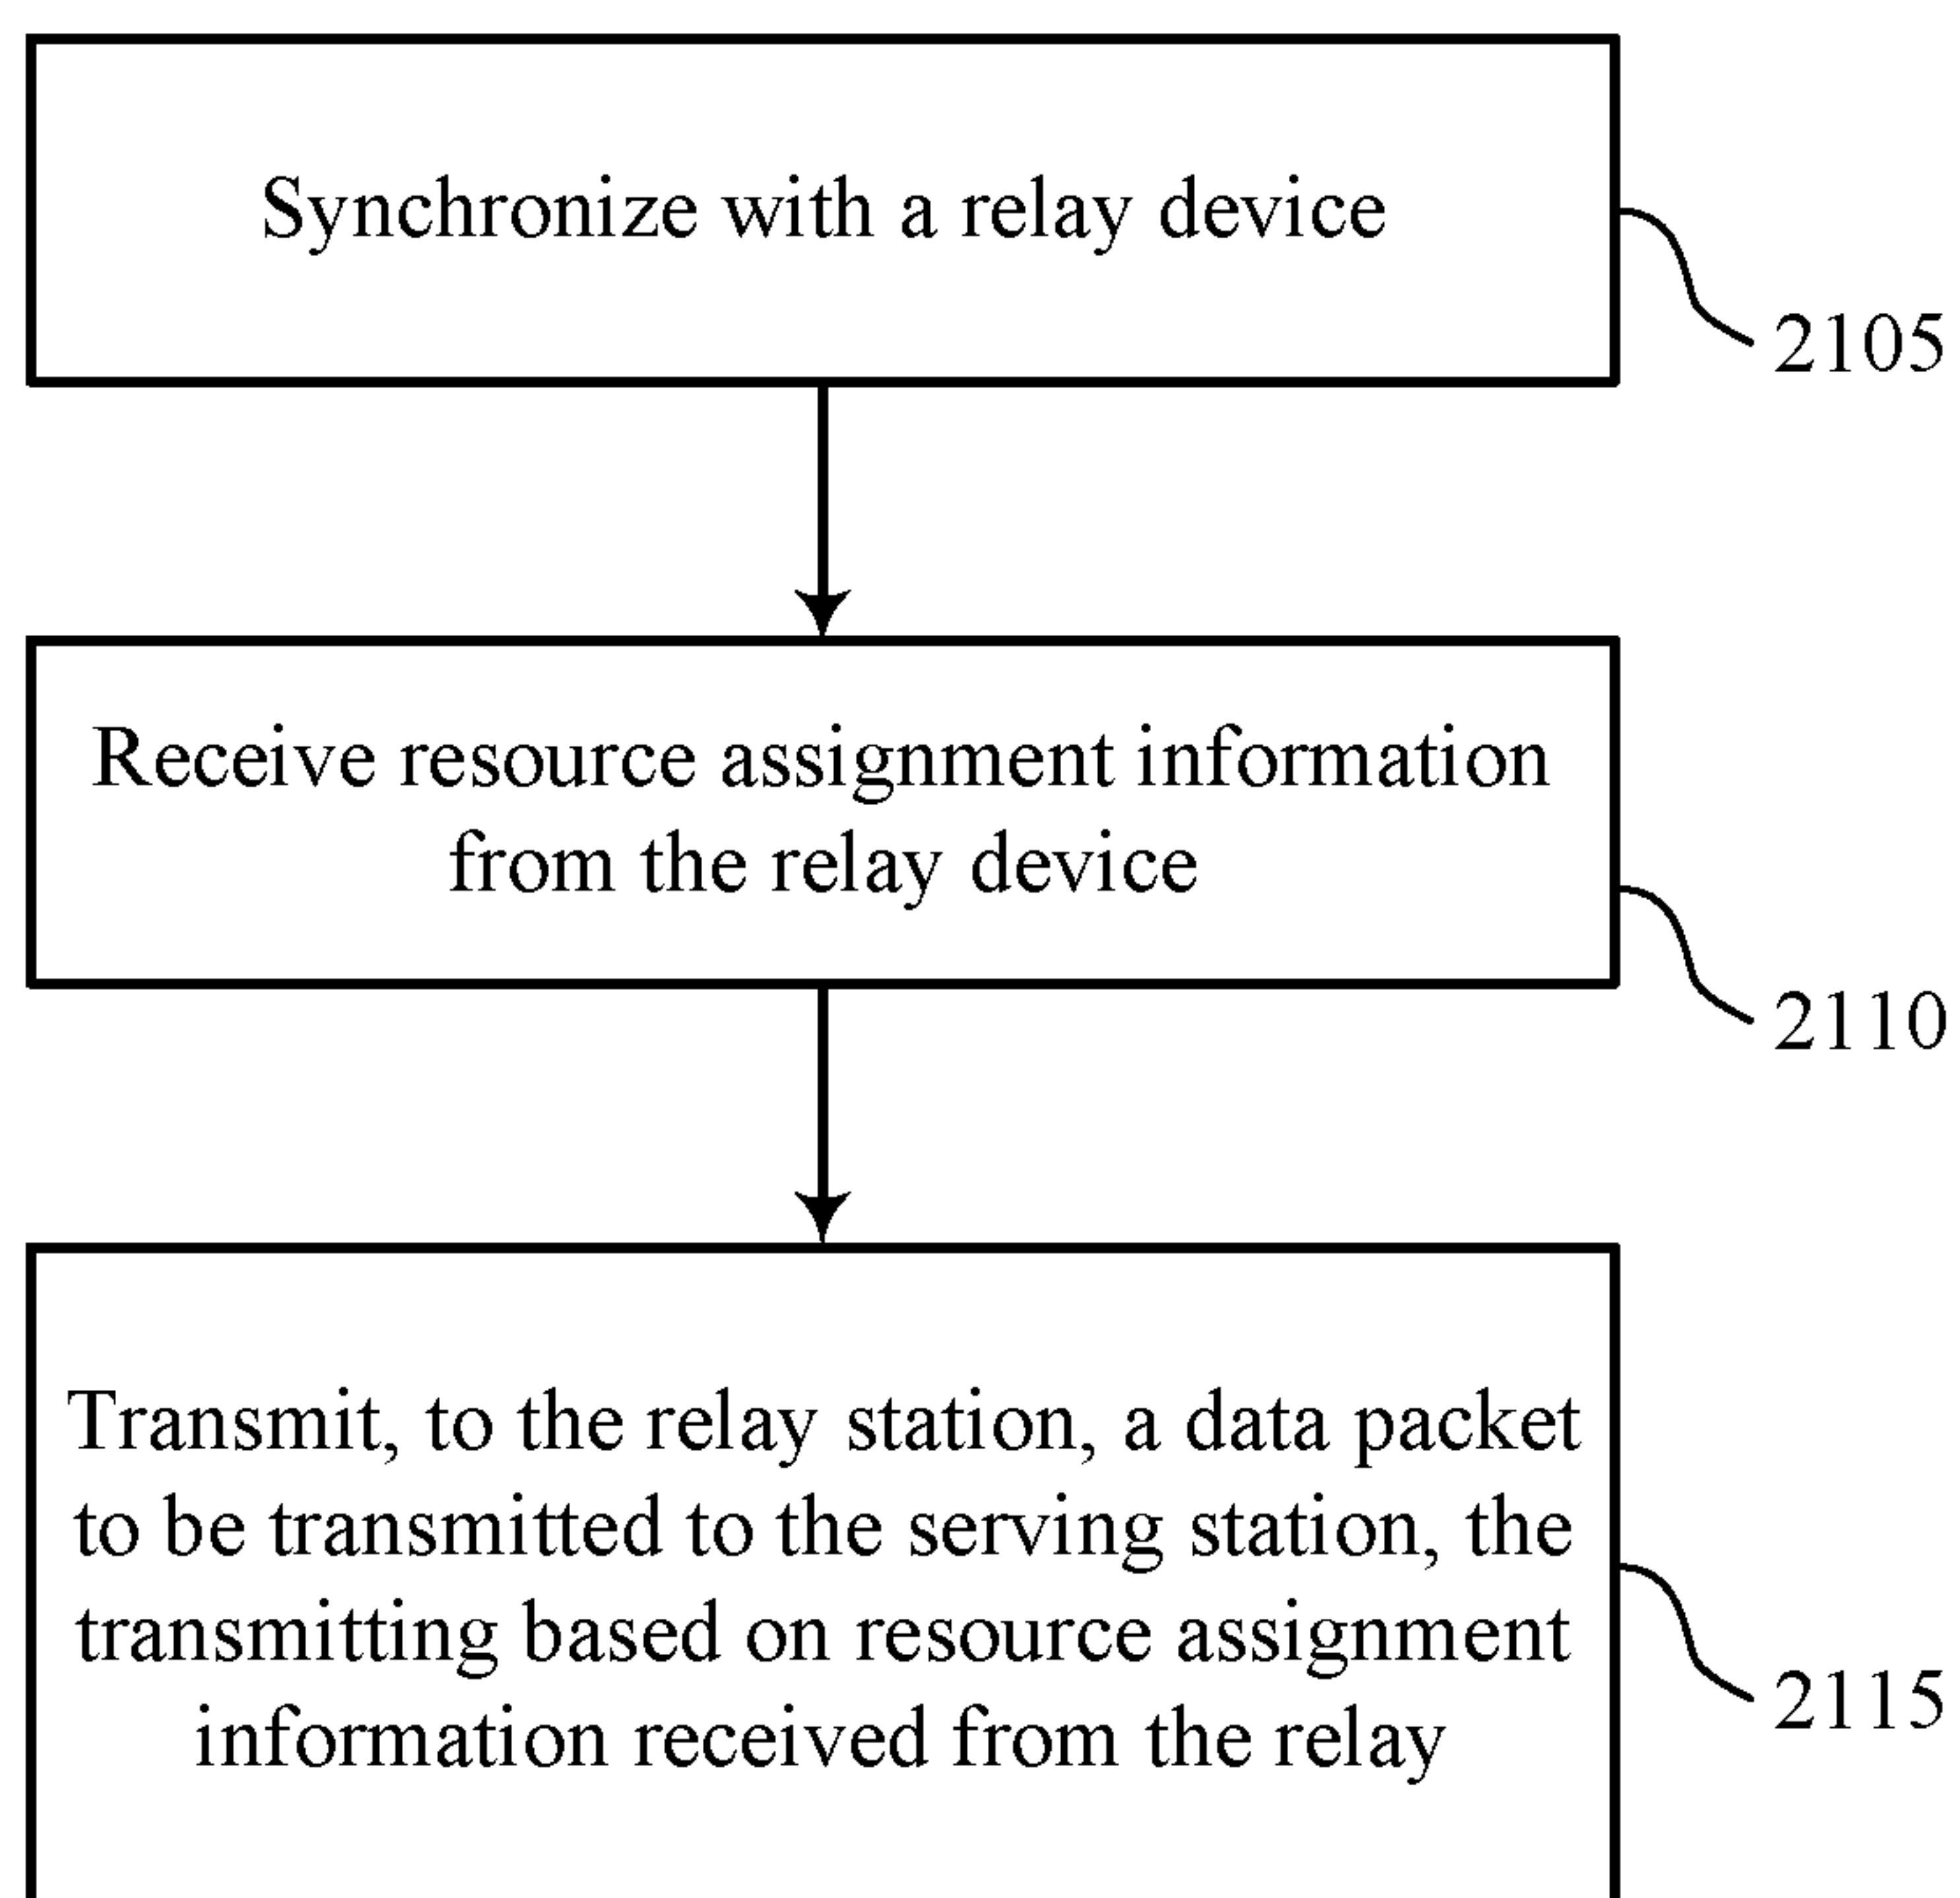 Synchronize with a relay device
2105
Receive resource assignment information
from the relay device
2110
Transmit, to the relay station, a data packet
to be transmitted to the serving station, the
transmitting based on resource assignment
information received from the relay
2115